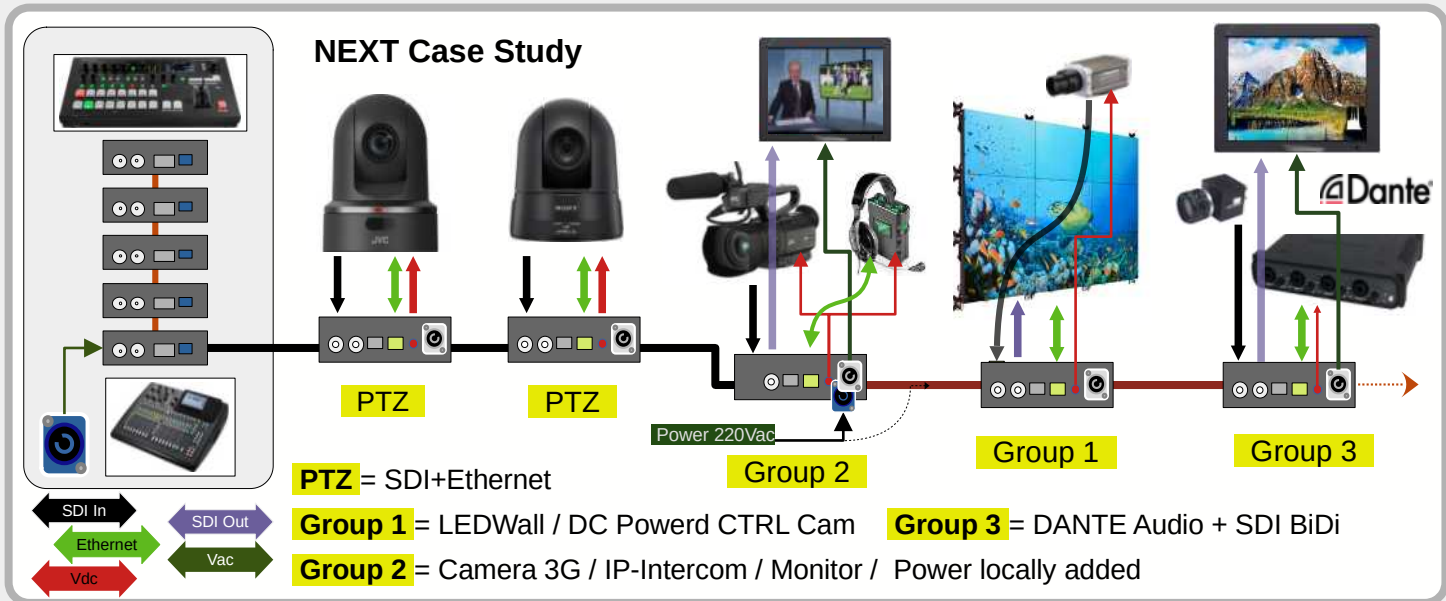 NEXT Case Study
JVC
SONY
Dante
PTZ
PTZ
Power 220Vac
Group 2
Group 1
Group 3
PTZ = SDI+Ethernet
Group 1 = LEDWall / DC Powerd CTRL Cam Group 3 = DANTE Audio + SDI BiDi
Group 2 = Camera 3G / IP-Intercom / Monitor / Power locally added
SDI In
SDI Out
Ethernet
Vac
Vdc